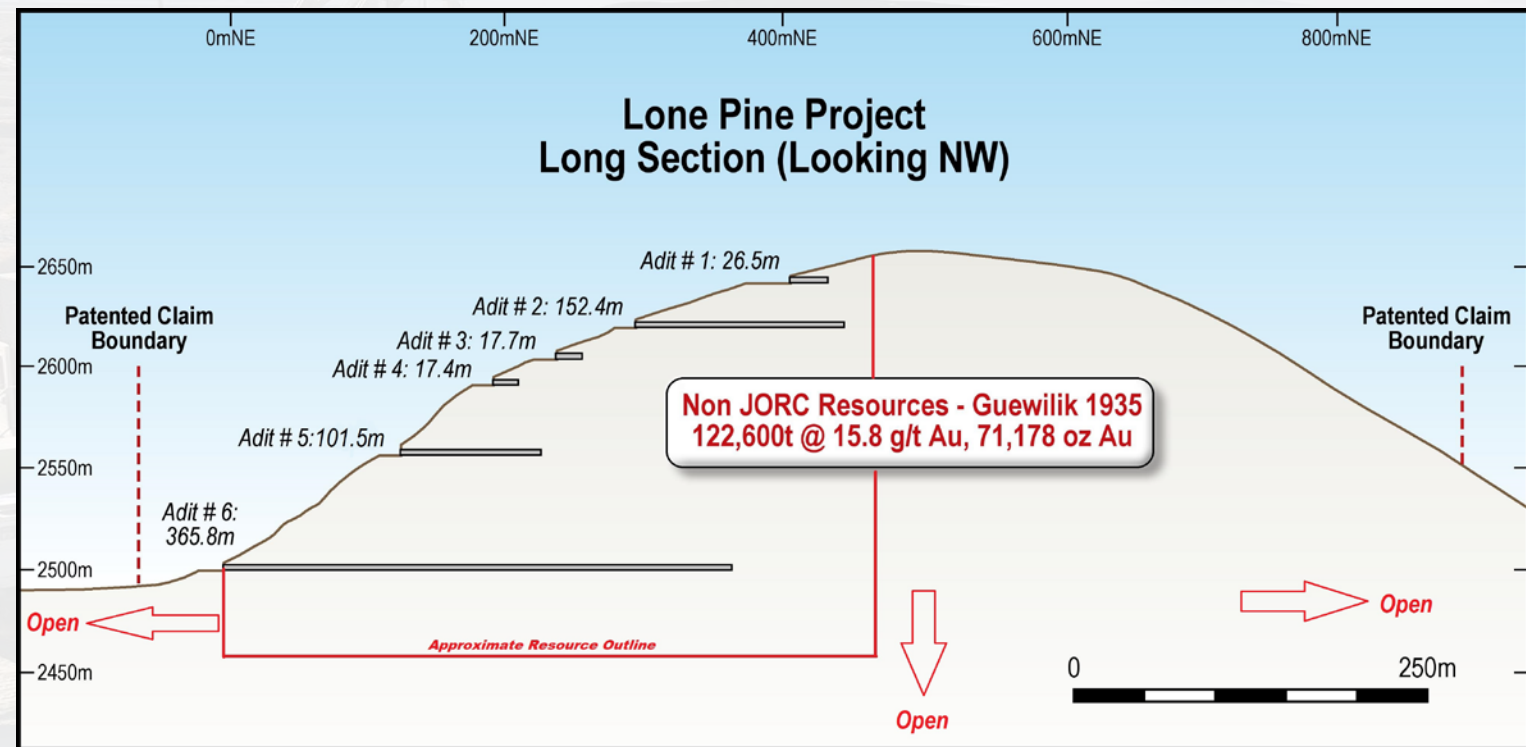 0mNE
200mNE
400mNE
600mNE
800mNE
Lone Pine Project
Long Section (Looking NW)
2650m
2600m
2550m
2500m
2450m
Adit # 1: 26.5m
Adit # 2: 152.4m
Adit # 3: 17.7m
Adit # 4: 17.4m
Adit # 5:101.5m
Adit # 6:
365.8m
Patented Claim
Boundary
Patented Claim
Boundary
Non JORC Resources - Guewilik 1935
122,600t @ 15.8 g/t Au, 71,178 oz Au
Open
Approximate Resource Outline
Open
Open
0
250m